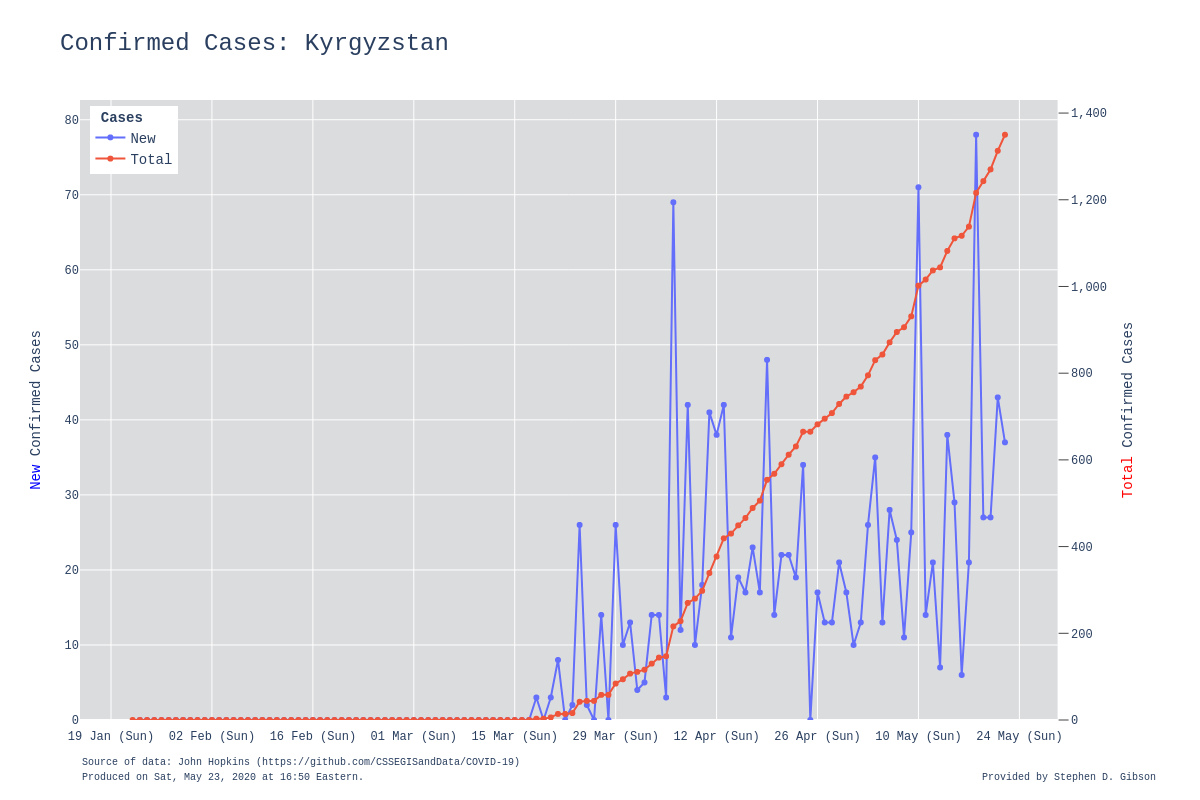 Confirmed Cases: Kyrgyzstan
Cases
New
Total
80
70
60
50
40
30
20
10
0
New Confirmed Cases
1,400
1,200
1,000
800
600
400
200
0
Total Confirmed Cases
19 Jan (Sun) 02 Feb (Sun) 16 Feb (Sun) 01 Mar (Sun) 15 Mar (Sun) 29 Mar (Sun) 12 Apr (Sun) 26 Apr (Sun) 10 May (Sun) 24 May (Sun)
Source of data: John Hopkins (https://github.com/CSSEGISandData/COVID-19)
Produced on Sat, May 23, 2020 at 16:50 Eastern.
Provided by Stephen D. Gibson